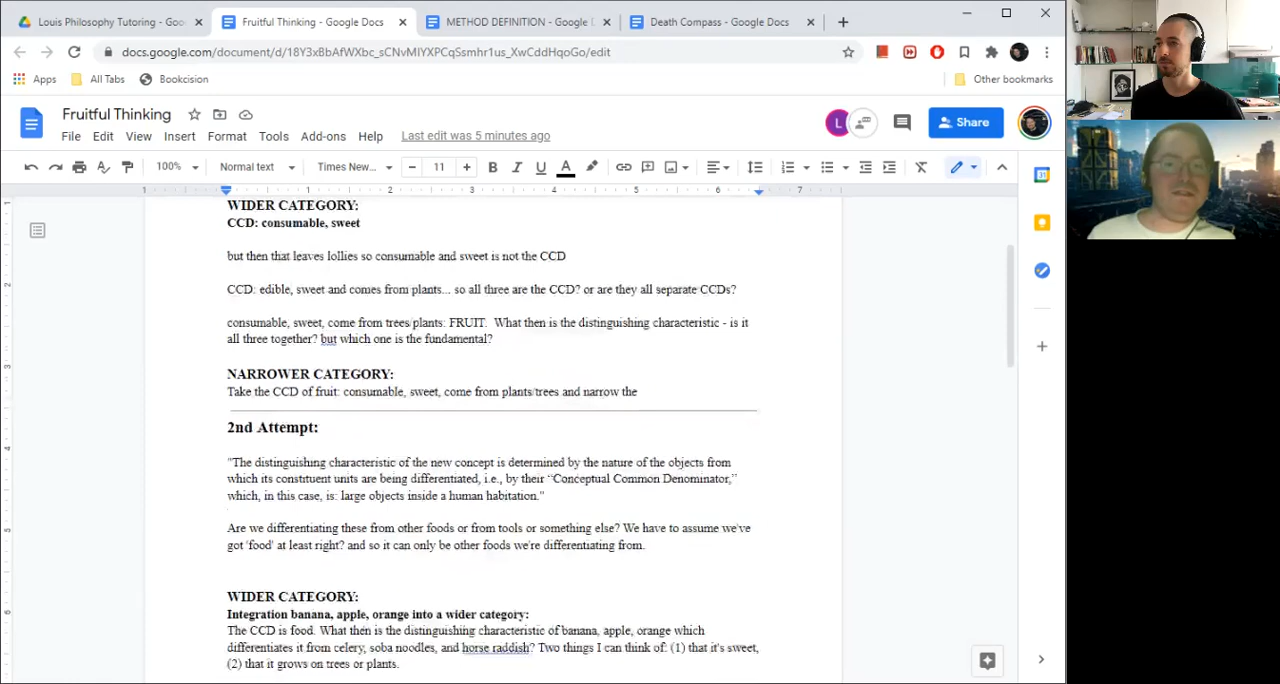 Louis Philosophy Tutoring - Goo
Fruitful Thinking - Google Docs
METHOD DEFINITION - Google
Death Compass - Google Docs
docs.google.com/document/d/18Y3xBbAfWXbc_sCNvMIYXPCqSsmhr1us_XwCddHqoGo/edit
Apps
All Tabs
Bookcision
Other bookmarks
Fruitful Thinking
File Edit View Insert Format Tools Add-ons Help Last edit was 5 minutes ago
L
Share
100% Normal text Times New... 11 B I U A
1 1 2 3 4 5 6 7
WIDER CATEGORY:
CCD: consumable, sweet
but then that leaves lollies so consumable and sweet is not the CCD
CCD: edible, sweet and comes from plants... so all three are the CCD? or are they all separate CCDs?
consumable, sweet, come from trees/plants: FRUIT. What then is the distinguishing characteristic - is it
all three together? but which one is the fundamental?
NARROWER CATEGORY:
Take the CCD of fruit: consumable, sweet, come from plants/trees and narrow the
2nd Attempt:
"The distinguishing characteristic of the new concept is determined by the nature of the objects from
which its constituent units are being differentiated, i.e., by their “Conceptual Common Denominator,”
which, in this case, is: large objects inside a human habitation."
Are we differentiating these from other foods or from tools or something else? We have to assume we've
got 'food' at least right? and so it can only be other foods we're differentiating from.
WIDER CATEGORY:
Integration banana, apple, orange into a wider category:
The CCD is food. What then is the distinguishing characteristic of banana, apple, orange which
differentiates it from celery, soba noodles, and horse raddish? Two things I can think of: (1) that it's sweet,
(2) that it grows on trees or plants.